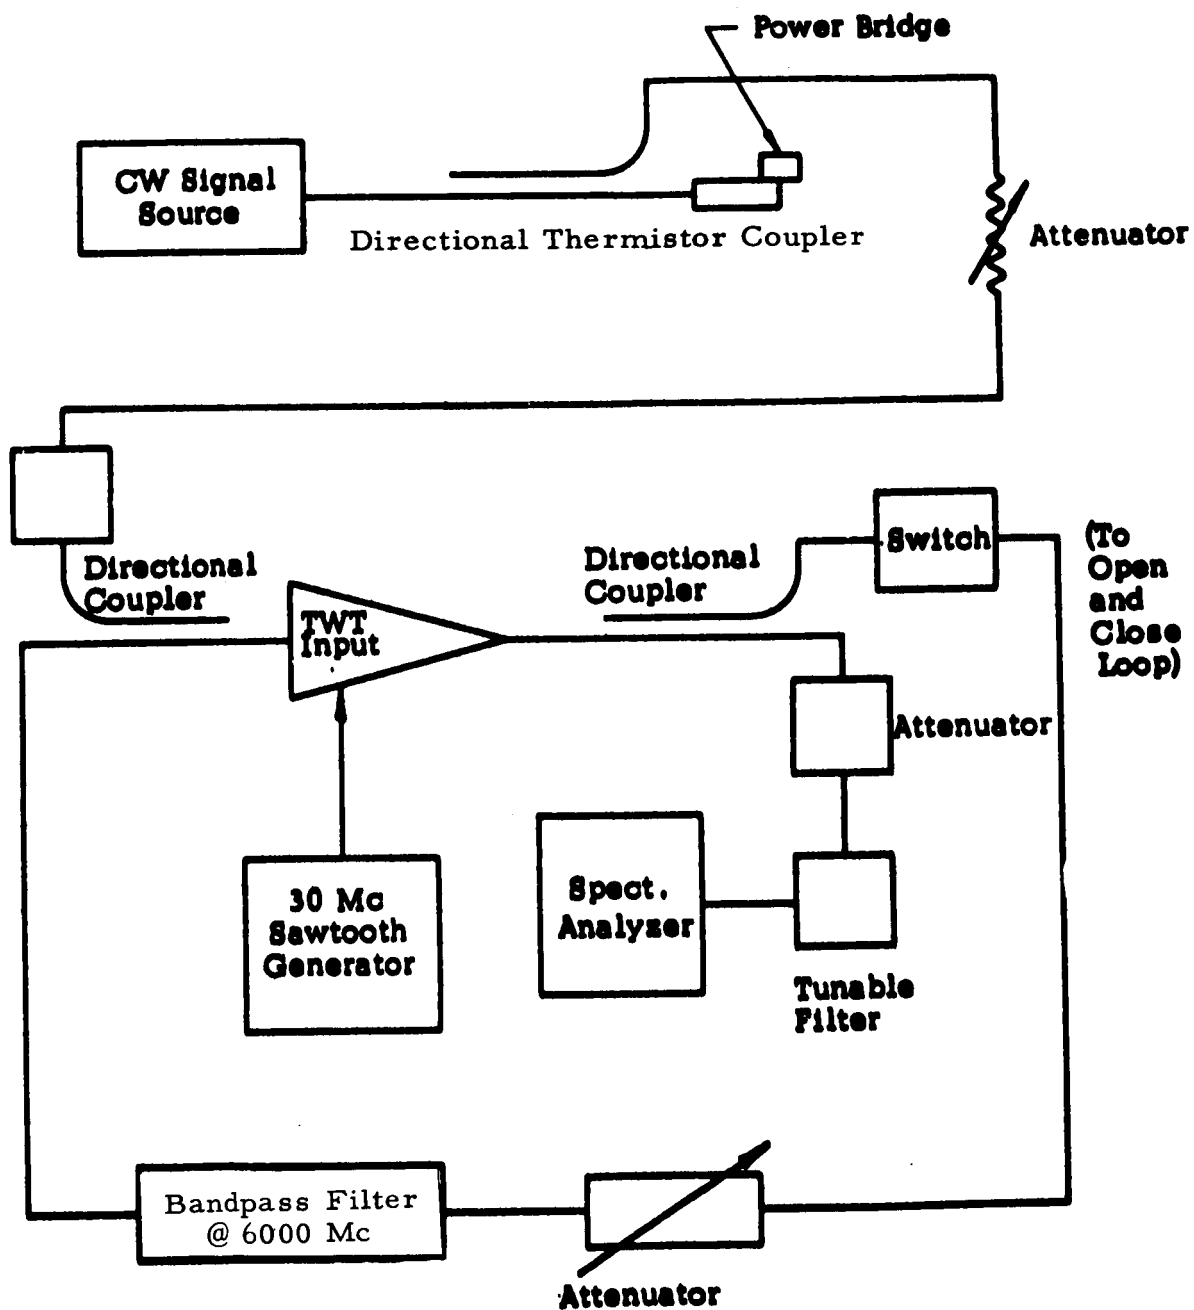 Power Bridge
CW Signal
Source
Directional Thermistor Coupler
Attenuator
Directional
Coupler
Directional
Coupler
Switch
(To
Open
and
Close
Loop)
TWT
Input
Attenuator
30 Mc
Sawtooth
Generator
Spect.
Analyzer
Tunable
Filter
Bandpass Filter
@ 6000 Mc
Attenuator